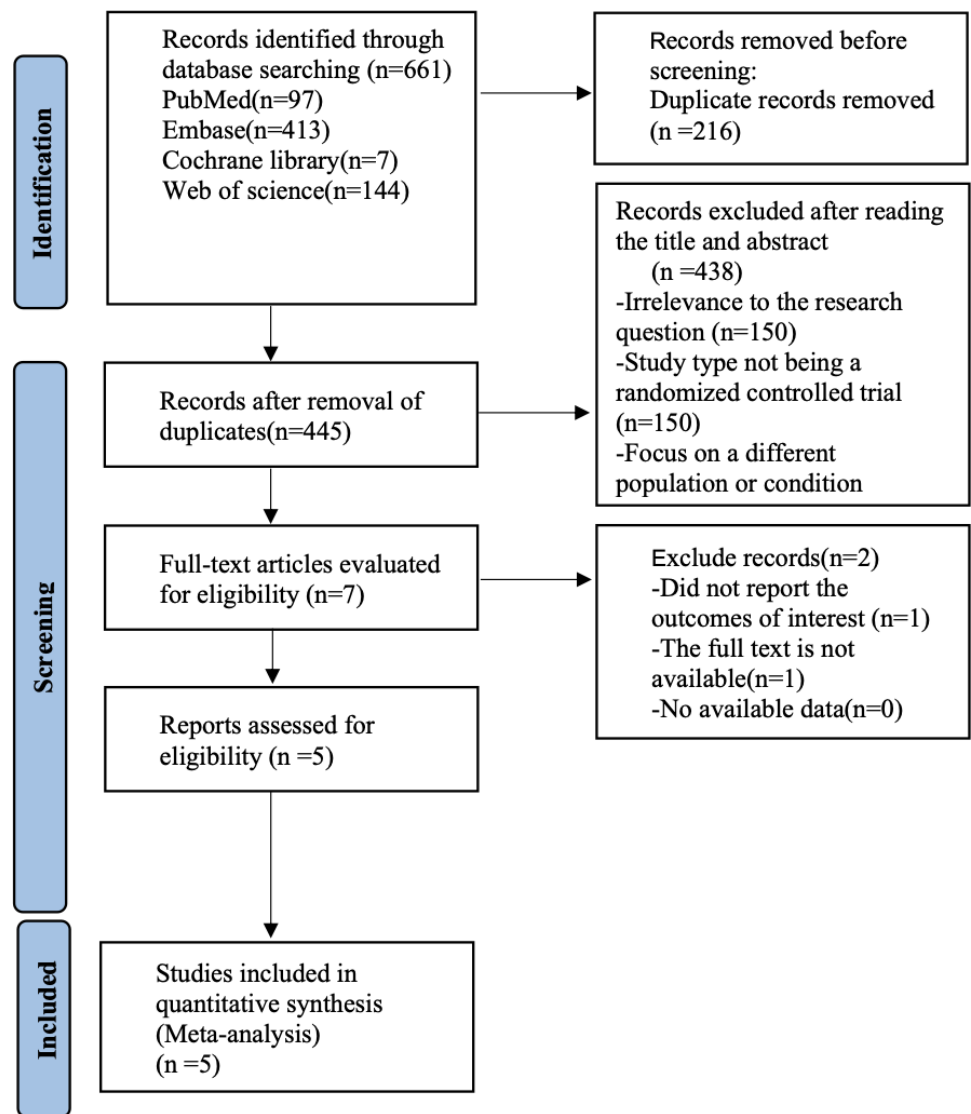 Identification
Records identified through
database searching (n=661)
PubMed(n=97)
Embase(n=413)
Cochrane library(n=7)
Web of science(n=144)
Records removed before
screening:
Duplicate records removed
(n =216)
Records excluded after reading
the title and abstract
(n =438)
-Irrelevance to the research
question (n=150)
-Study type not being a
randomized controlled trial
(n=150)
-Focus on a different
population or condition
Screening
Records after removal of
duplicates(n=445)
Full-text articles evaluated
for eligibility (n=7)
Exclude records(n=2)
-Did not report the
outcomes of interest (n=1)
-The full text is not
available(n=1)
-No available data(n=0)
Reports assessed for
eligibility (n =5)
Included
Studies included in
quantitative synthesis
(Meta-analysis)
(n =5)